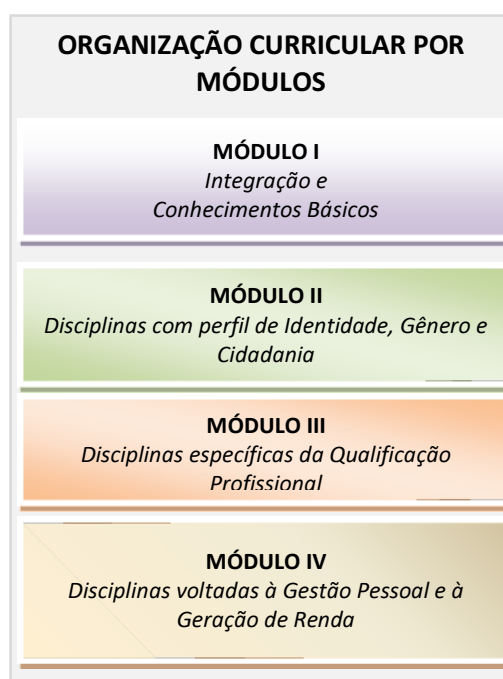 ORGANIZAÇÃO CURRICULAR POR
MÓDULOS
MÓDULO I
Integração e
Conhecimentos Básicos
MÓDULO II
Disciplinas com perfil de Identidade, Gênero e
Cidadania
MÓDULO III
Disciplinas específicas da Qualificação
Profissional
MÓDULO IV
Disciplinas voltadas à Gestão Pessoal e à
Geração de Renda